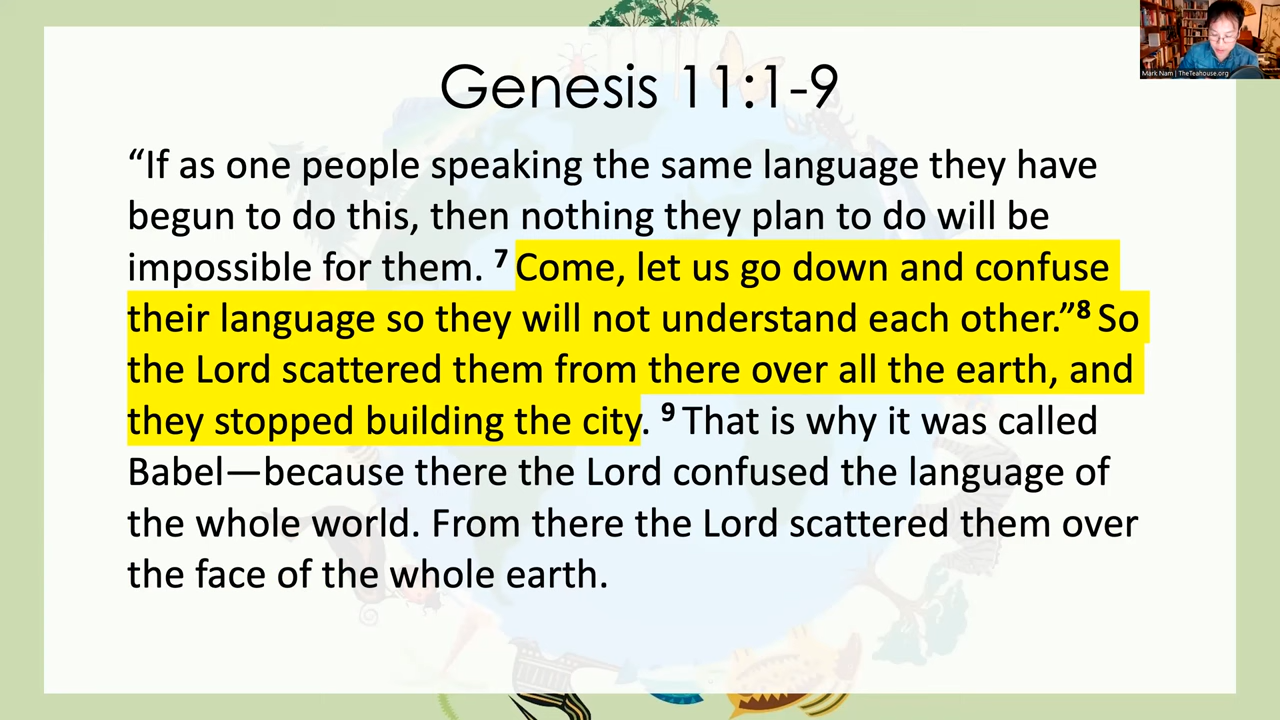 Genesis 11:1-9
Mark Nam | TheTeahouse.org
“If as one people speaking the same language they have
begun to do this, then nothing they plan to do will be
impossible for them. 7 Come, let us go down and confuse
their language so they will not understand each other.”8 So
the Lord scattered them from there over all the earth, and
they stopped building the city. 9 That is why it was called
Babel—because there the Lord confused the language of
the whole world. From there the Lord scattered them over
the face of the whole earth.